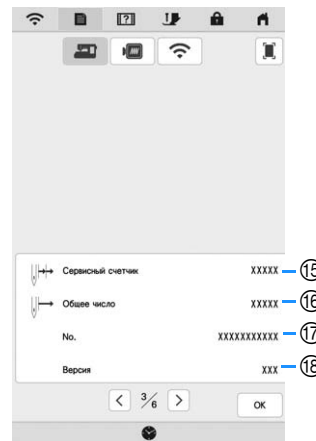 Сервисный счетчик XXXXX ⑮
Общее число XXXXX ⑯
No. XXXXXXXXXXX ⑰
Версия XXX ⑱
< 3/6 > OK